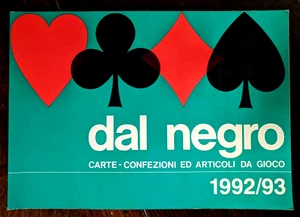 dal negro
CARTE - CONFEZIONI ED ARTICOLI DA GIOCO
1992/93